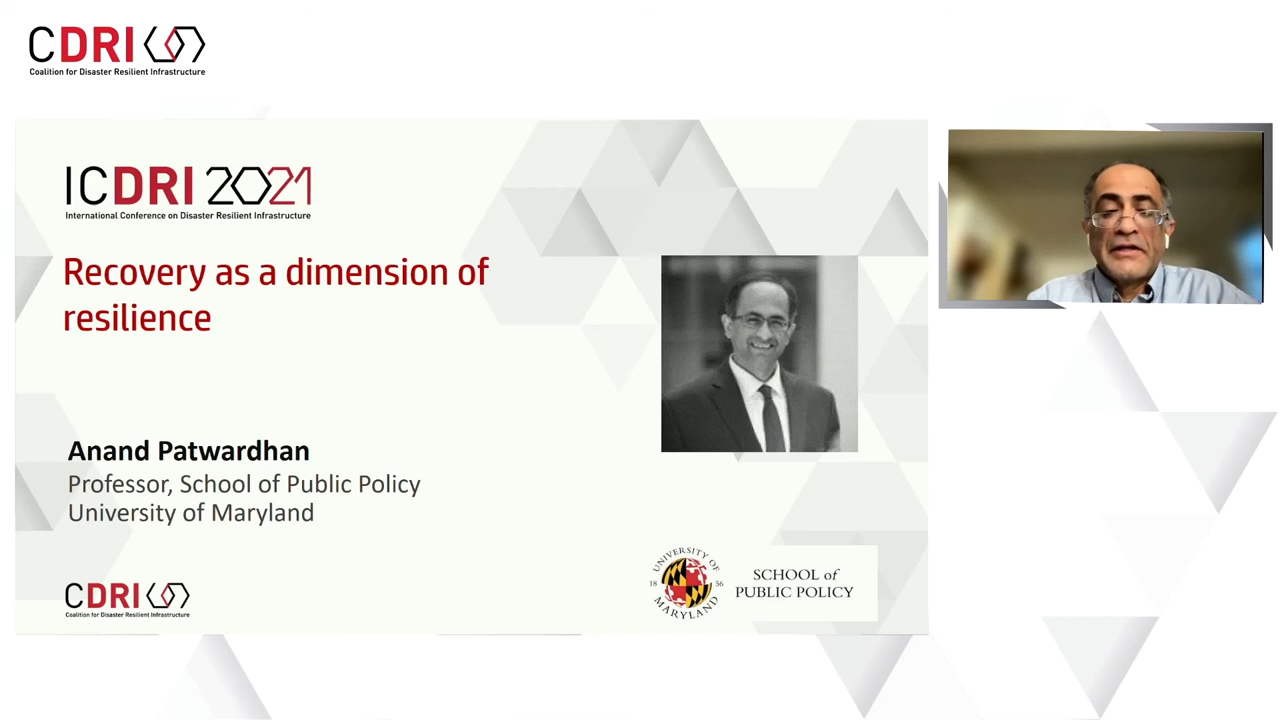 CDRI
Coalition for Disaster Resilient Infrastructure
ICDRI 2021
International Conference on Disaster Resilient Infrastructure
Recovery as a dimension of
resilience
Anand Patwardhan
Professor, School of Public Policy
University of Maryland
CDRI
Coalition for Disaster Resilient Infrastructure
UNIVERSITY OF
18 56
MARYLAND
SCHOOL of
PUBLIC POLICY